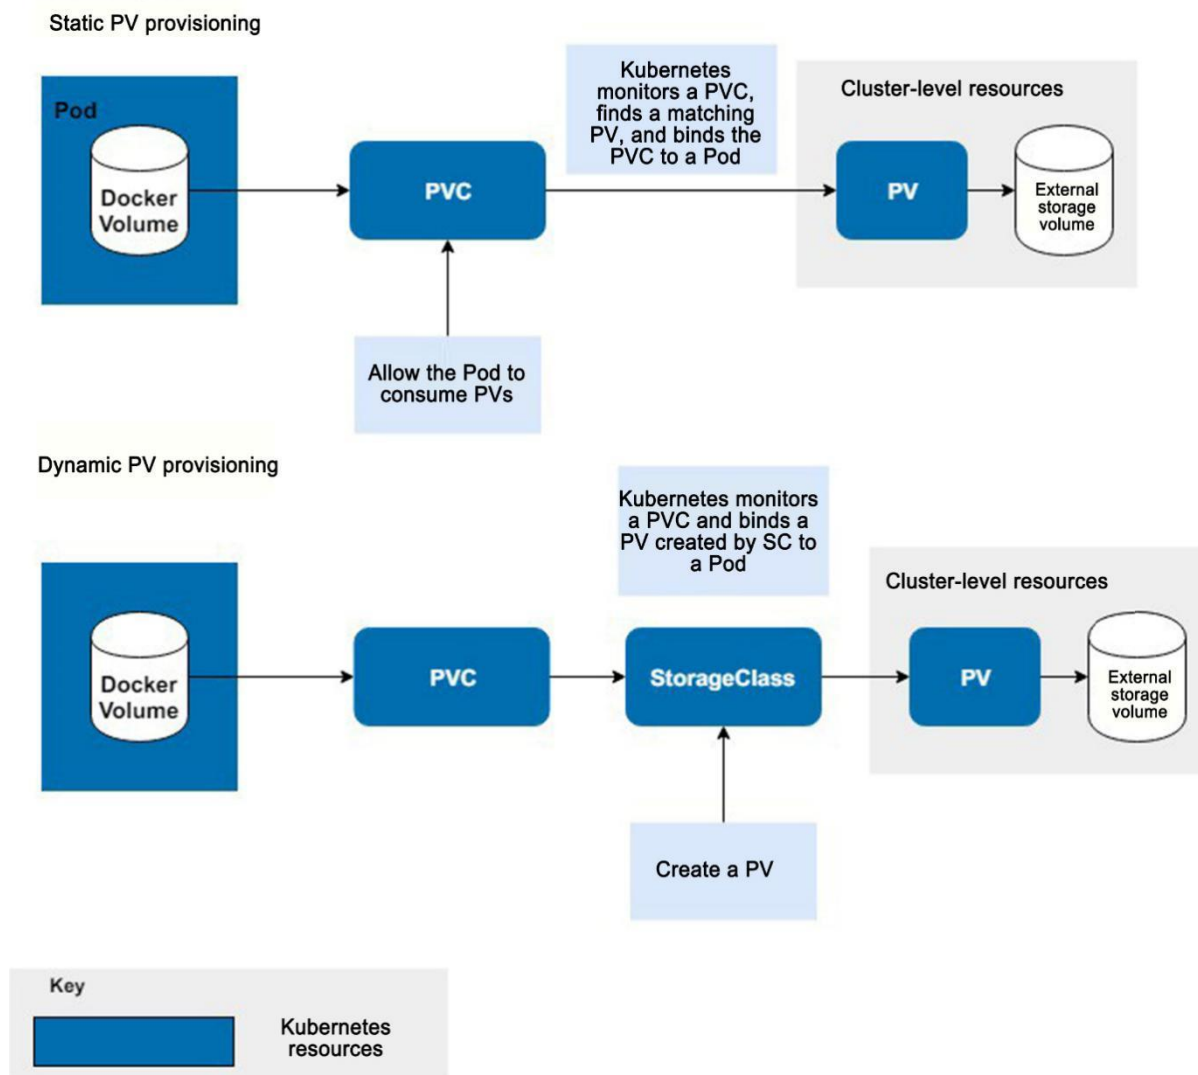 Static PV provisioning
Pod
Docker
Volume
PVC
Kubernetes
monitors a PVC,
finds a matching
PV, and binds the
PVC to a Pod
Cluster-level resources
PV
External
storage
volume
Allow the Pod to
consume PVs
Dynamic PV provisioning
Docker
Volume
PVC
Kubernetes monitors
a PVC and binds a
PV created by SC to
a Pod
StorageClass
Cluster-level resources
PV
External
storage
volume
Create a PV
Key
Kubernetes
resources